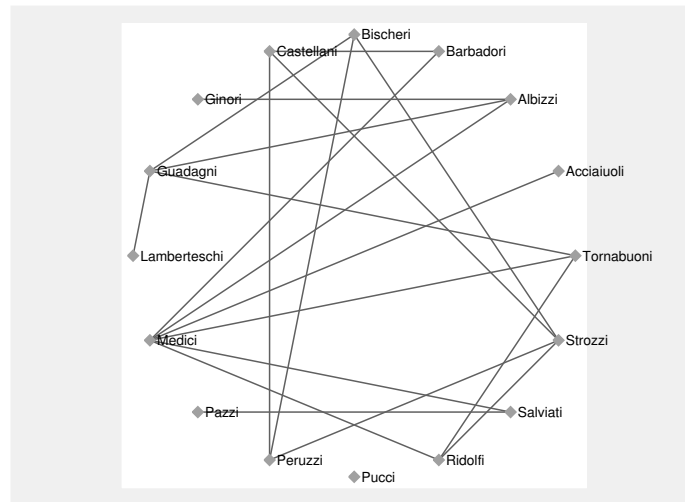 Bischeri
Castellani
Barbadori
Ginori
Albizzi
Guadagni
Acciaiuoli
Lamberteschi
Tornabuoni
Medici
Strozzi
Pazzi
Salviati
Peruzzi
Ridolfi
Pucci